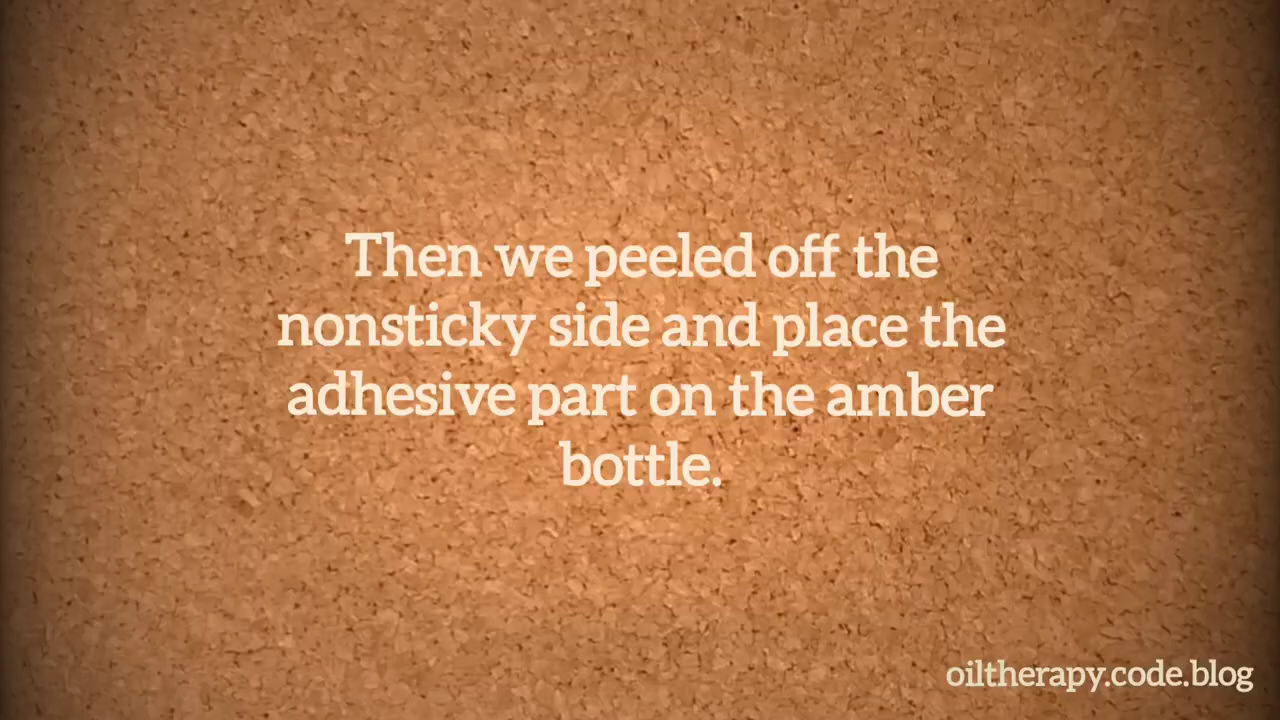 Then we peeled off the
nonsticky side and place the
adhesive part on the amber
bottle.
oiltherapy.code.blog